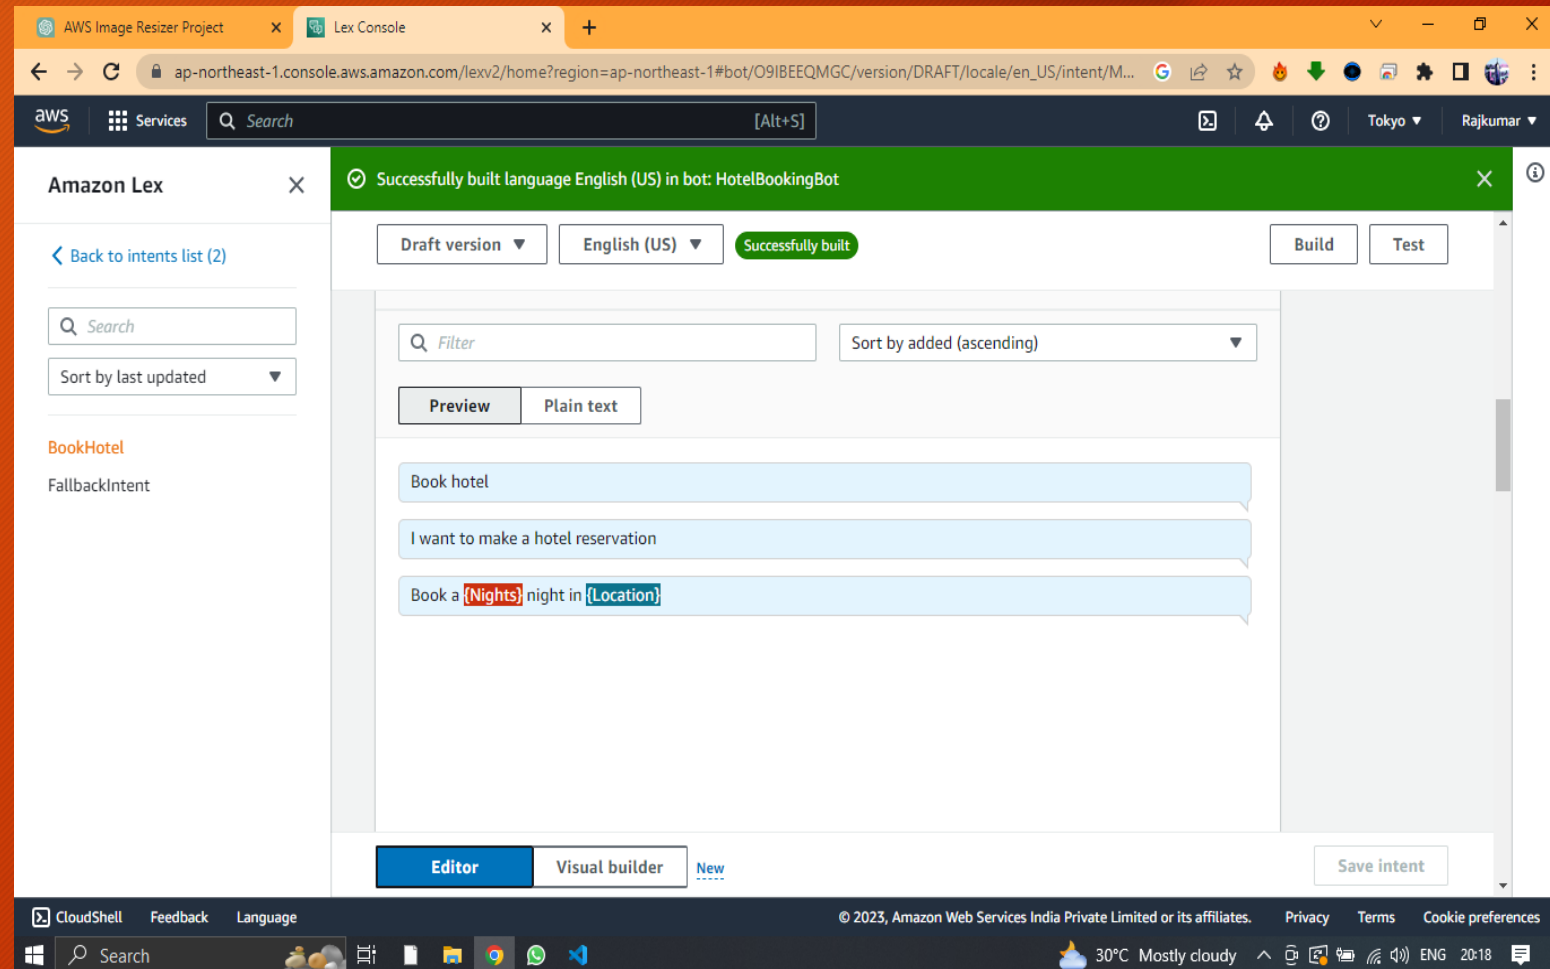 AWS Image Resizer Project
Lex Console
ap-northeast-1.console.aws.amazon.com/lexv2/home?region=ap-northeast-1#bot/O9IBEEQMGC/version/DRAFT/locale/en_US/intent/M...
aws Services Search [Alt+S] Tokyo Rajkumar
Amazon Lex
Successfully built language English (US) in bot: HotelBookingBot
Back to intents list (2)
Draft version English (US) Successfully built Build Test
Search
Sort by last updated
BookHotel
FallbackIntent
Filter Sort by added (ascending)
Preview Plain text
Book hotel
I want to make a hotel reservation
Book a {Nights} night in {Location}
Editor Visual builder New Save intent
CloudShell Feedback Language © 2023, Amazon Web Services India Private Limited or its affiliates. Privacy Terms Cookie preferences
Search 30°C Mostly cloudy ENG 20:18